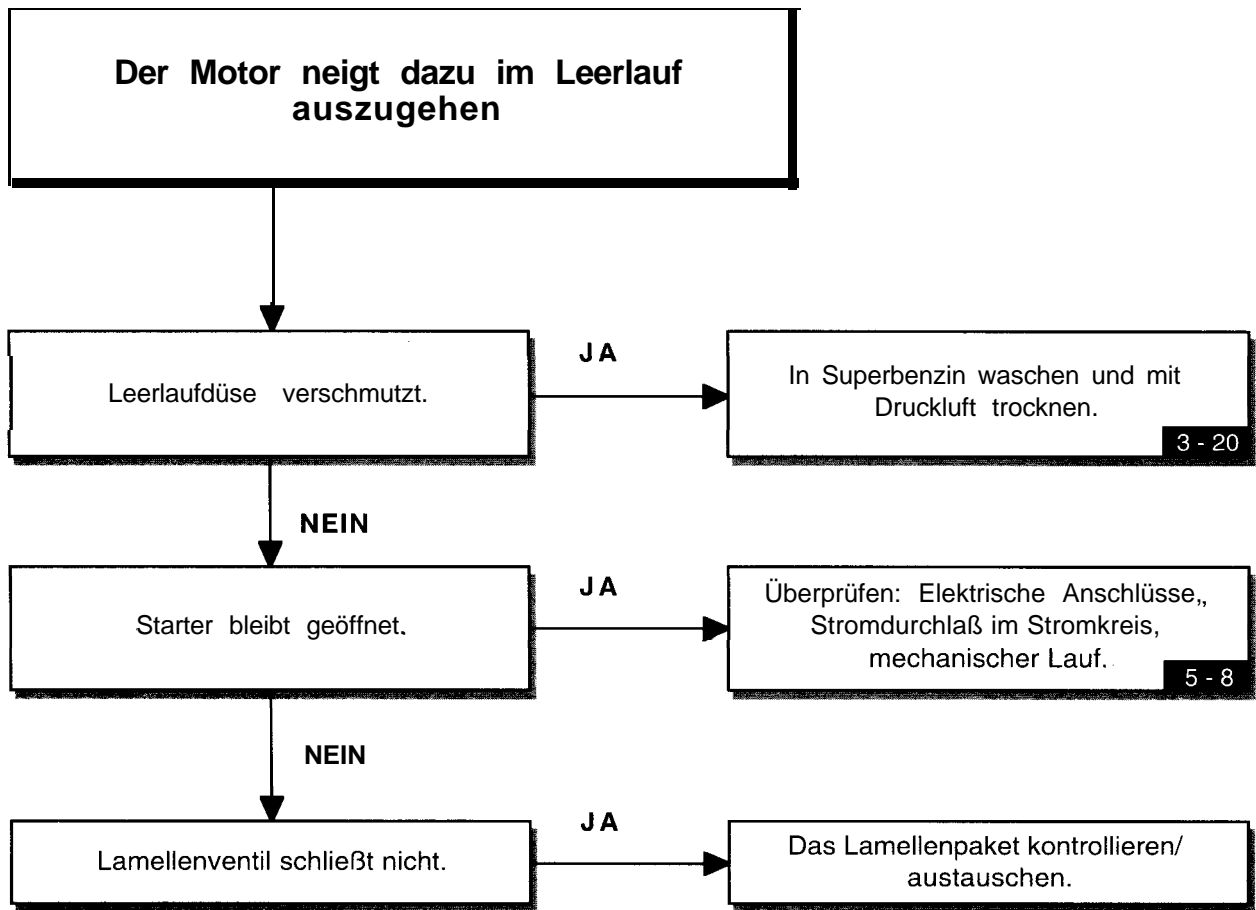 Der Motor neigt dazu im Leerlauf
auszugehen
Leerlaufdüse verschmutzt.
JA
In Superbenzin waschen und mit
Druckluft trocknen.
3 - 20
NEIN
Starter bleibt geöffnet.
JA
Überprüfen: Elektrische Anschlüsse,,
Stromdurchlaß im Stromkreis,
mechanischer Lauf.
5 - 8
NEIN
Lamellenventil schließt nicht.
JA
Das Lamellenpaket kontrollieren/
austauschen.